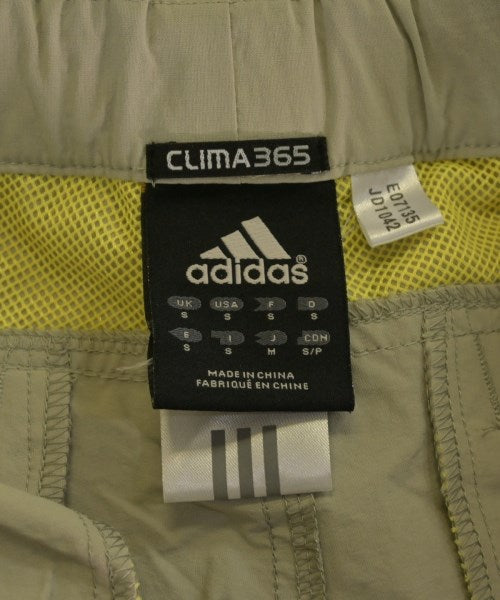 CLIMA365
E07135
JD1042
adidas®
UK USA F D
S S S S
E I J CDN
S S M S/P
MADE IN CHINA
FABRIQUÉ EN CHINE